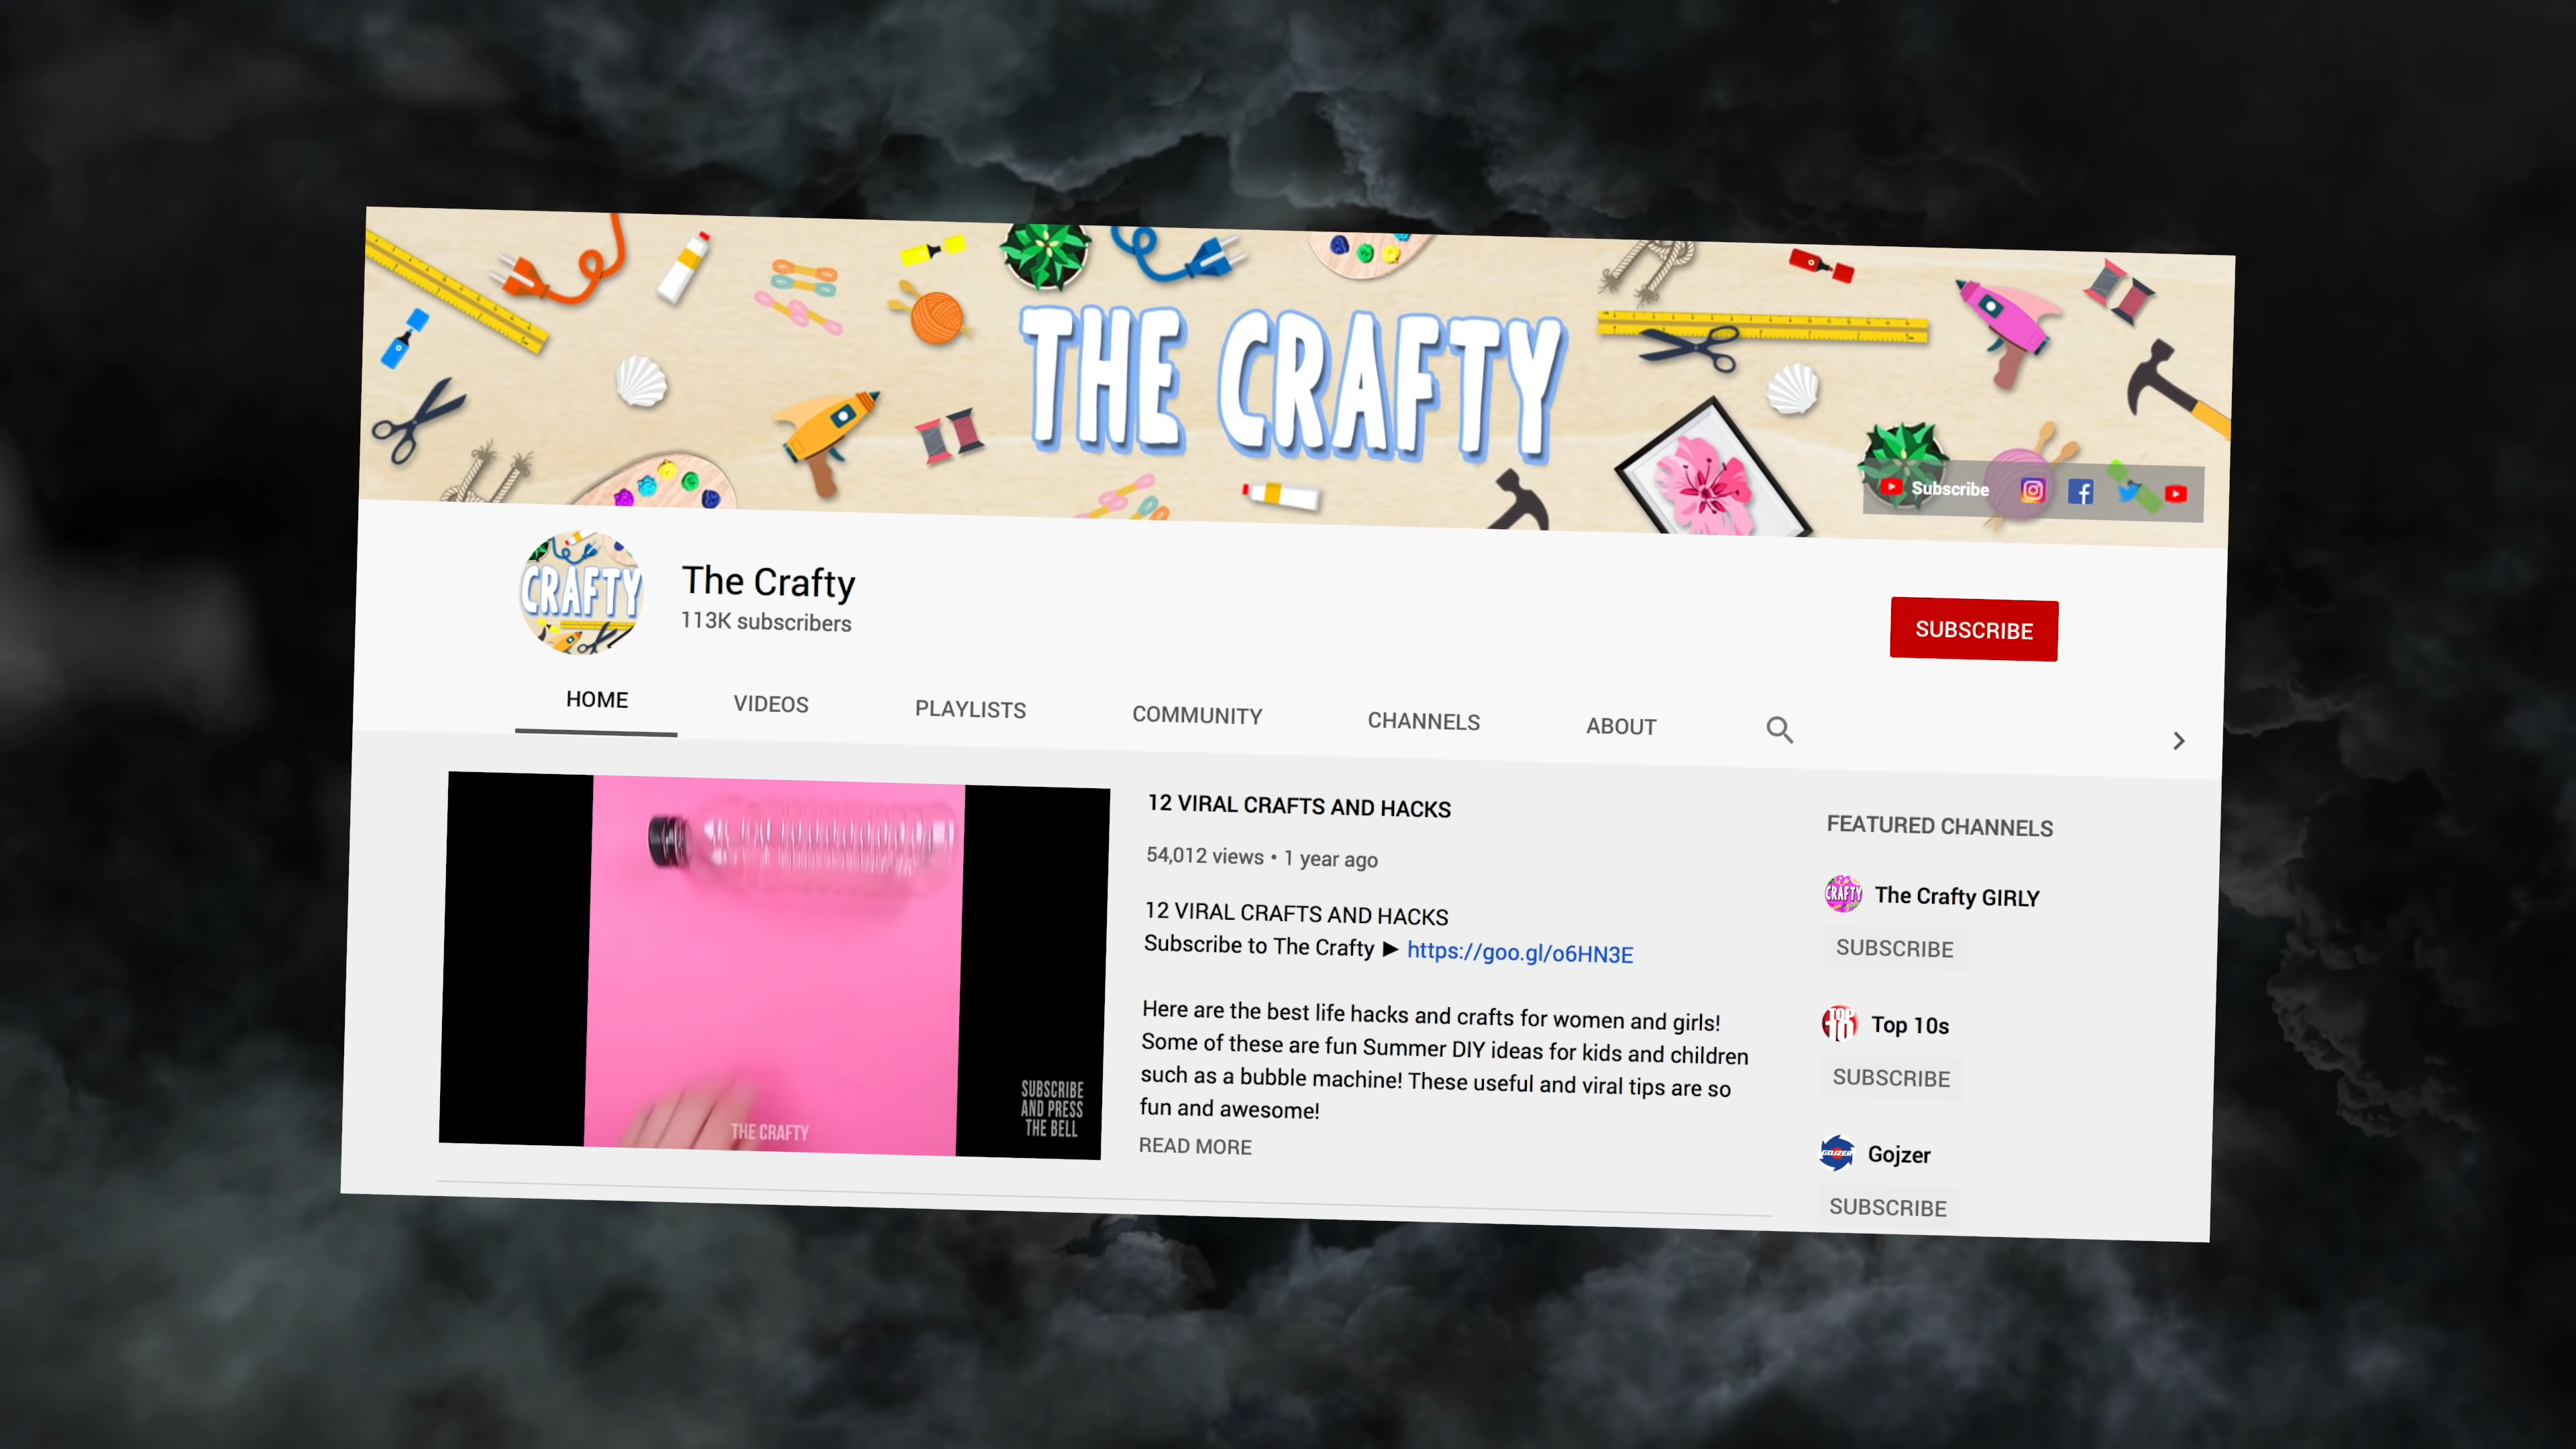 THE CRAFTY
Subscribe
CRAFTY
The Crafty
113K subscribers
SUBSCRIBE
HOME
VIDEOS
PLAYLISTS
COMMUNITY
CHANNELS
ABOUT
THE CRAFTY
SUBSCRIBE
AND PRESS
THE BELL
12 VIRAL CRAFTS AND HACKS
54,012 views • 1 year ago
12 VIRAL CRAFTS AND HACKS
Subscribe to The Crafty ► https://goo.gl/o6HN3E
Here are the best life hacks and crafts for women and girls!
Some of these are fun Summer DIY ideas for kids and children
such as a bubble machine! These useful and viral tips are so
fun and awesome!
READ MORE
FEATURED CHANNELS
CRAFTY
The Crafty GIRLY
SUBSCRIBE
TOP
10
Top 10s
SUBSCRIBE
GOJZER
Gojzer
SUBSCRIBE